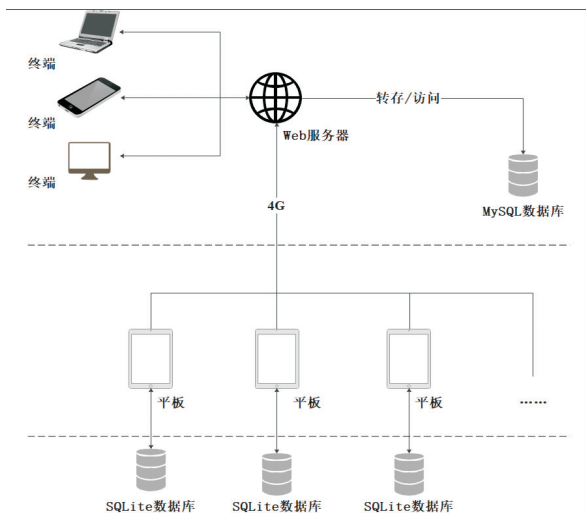 终端
终端
终端
Web服务器
转存/访问
MySQL数据库
4G
平板
平板
平板
……
SQLite数据库
SQLite数据库
SQLite数据库